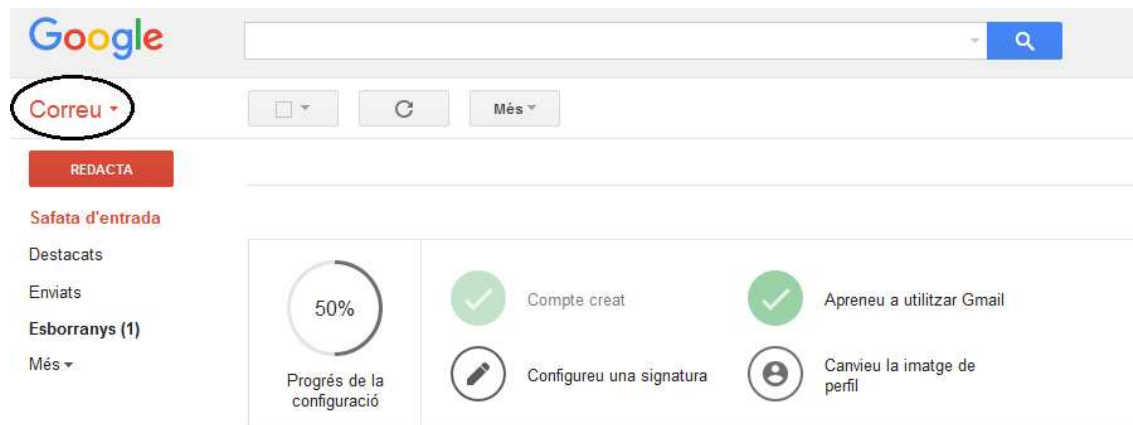 Google
Correu
Més
REDACTA
Safata d'entrada
Destacats
Enviats
Esborranys (1)
Més
50%
Progrés de la
configuració
Compte creat
Apreneu a utilitzar Gmail
Configureu una signatura
Canvieu la imatge de
perfil